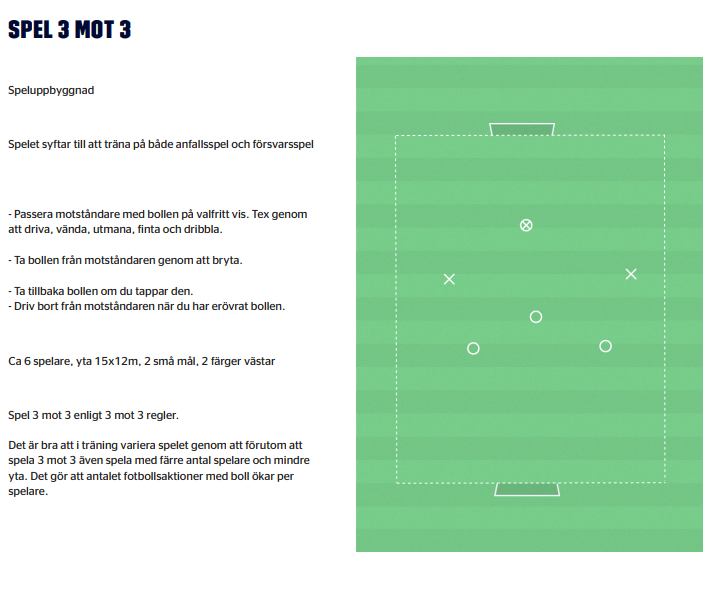 SPEL 3 MOT 3
Speluppbyggnad
Spelet syftar till att träna på både anfallsspel och försvarsspel
- Passera motståndare med bollen på valfritt vis. Tex genom
att driva, vända, utmana, finta och dribbla.
- Ta bollen från motståndaren genom att bryta.
- Ta tillbaka bollen om du tappar den.
- Driv bort från motståndaren när du har erövrat bollen.
Ca 6 spelare, yta 15x12m, 2 små mål, 2 färger västar
Spel 3 mot 3 enligt 3 mot 3 regler.
Det är bra att i träning variera spelet genom att förutom att
spela 3 mot 3 även spela med färre antal spelare och mindre
yta. Det gör att antalet fotbollsaktioner med boll ökar per
spelare.